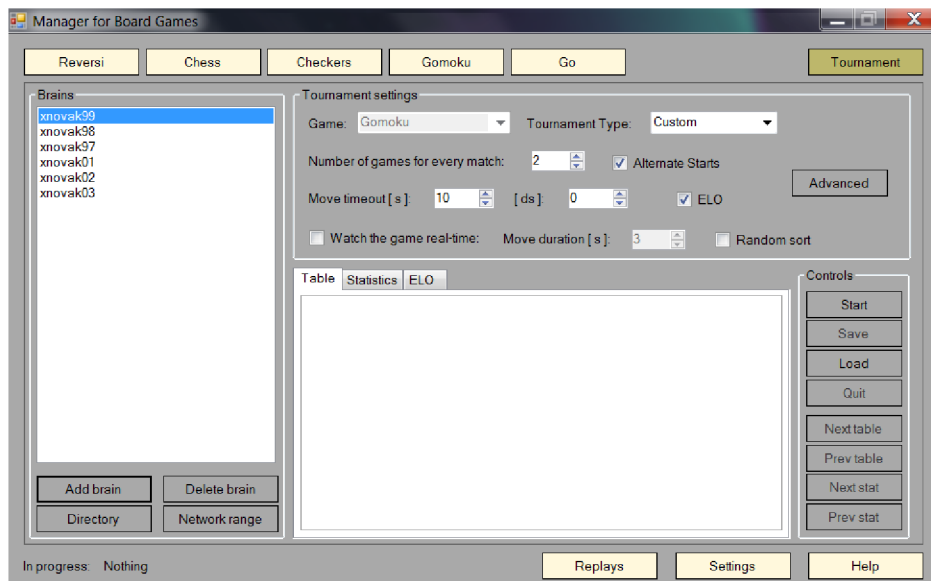 Manager for Board Games
Reversi Chess Checkers Gomoku Go Tournament
Brains
xnovak99
xnovak98
xnovak97
xnovak01
xnovak02
xnovak03
Add brain Delete brain
Directory Network range
Tournament settings
Game: Gomoku Tournament Type: Custom
Number of games for every match: 2 Alternate Starts
Move timeout [ s ]: 10 [ ds ]: 0 ELO
Advanced
Watch the game real-time: Move duration [ s ]: 3 Random sort
Table Statistics ELO
Controls
Start
Save
Load
Quit
Next table
Prev table
Next stat
Prev stat
In progress: Nothing
Replays Settings Help